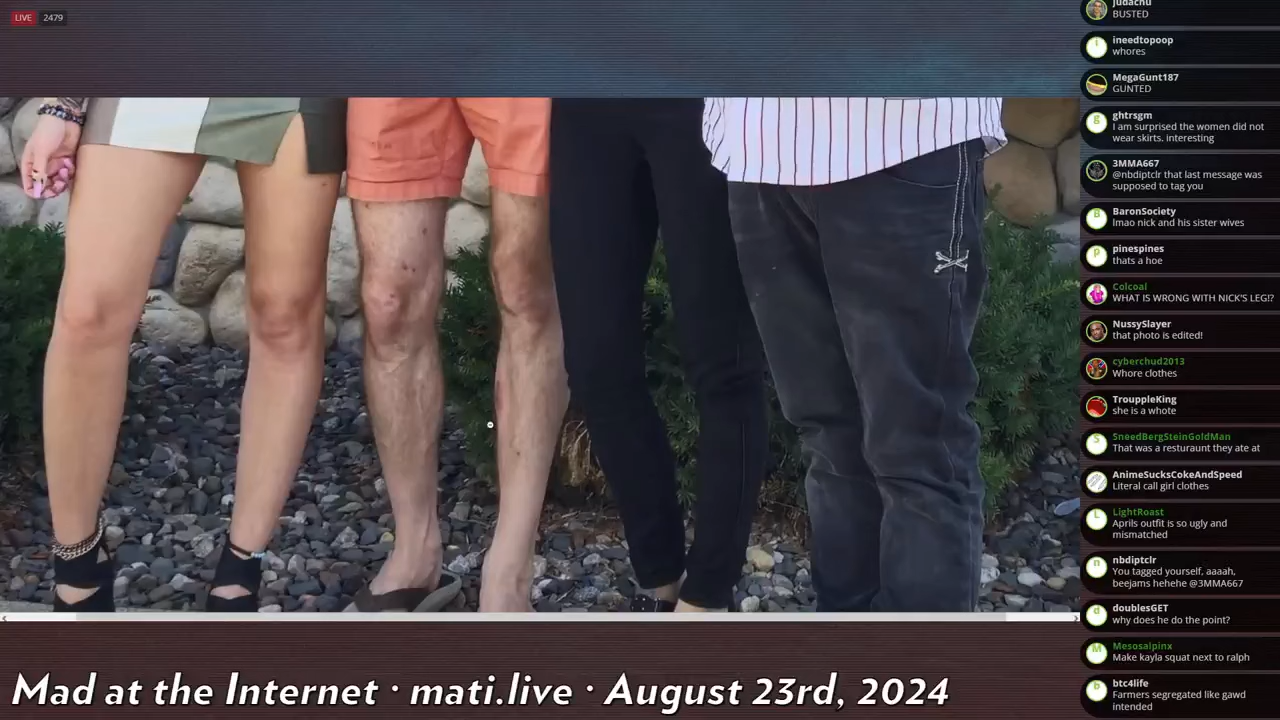 LIVE 2479
Judachu
BUSTED
ineedtopoop
whores
MegaGunt187
GUNTED
ghtrsgm
I am surprised the women did not
wear skirts. interesting
3MMA667
@nbdiptclr that last message was
supposed to tag you
BaronSociety
lmao nick and his sister wives
pinespines
thats a hoe
Colcoal
WHAT IS WRONG WITH NICK'S LEG!?
NussySlayer
that photo is edited!
cyberchud2013
Whore clothes
TrouppleKing
she is a whote
SneedBergSteinGoldMan
That was a resturaunt they ate at
AnimeSucksCokeAndSpeed
Literal call girl clothes
LightRoast
Aprils outfit is so ugly and
mismatched
nbdiptclr
You tagged yourself, aaaah,
beejams hehehe @3MMA667
doublesGET
why does he do the point?
Mesosalpinx
Make kayla squat next to ralph
btc4life
Farmers segregated like gawd
intended
Mad at the Internet · mati.live · August 23rd, 2024